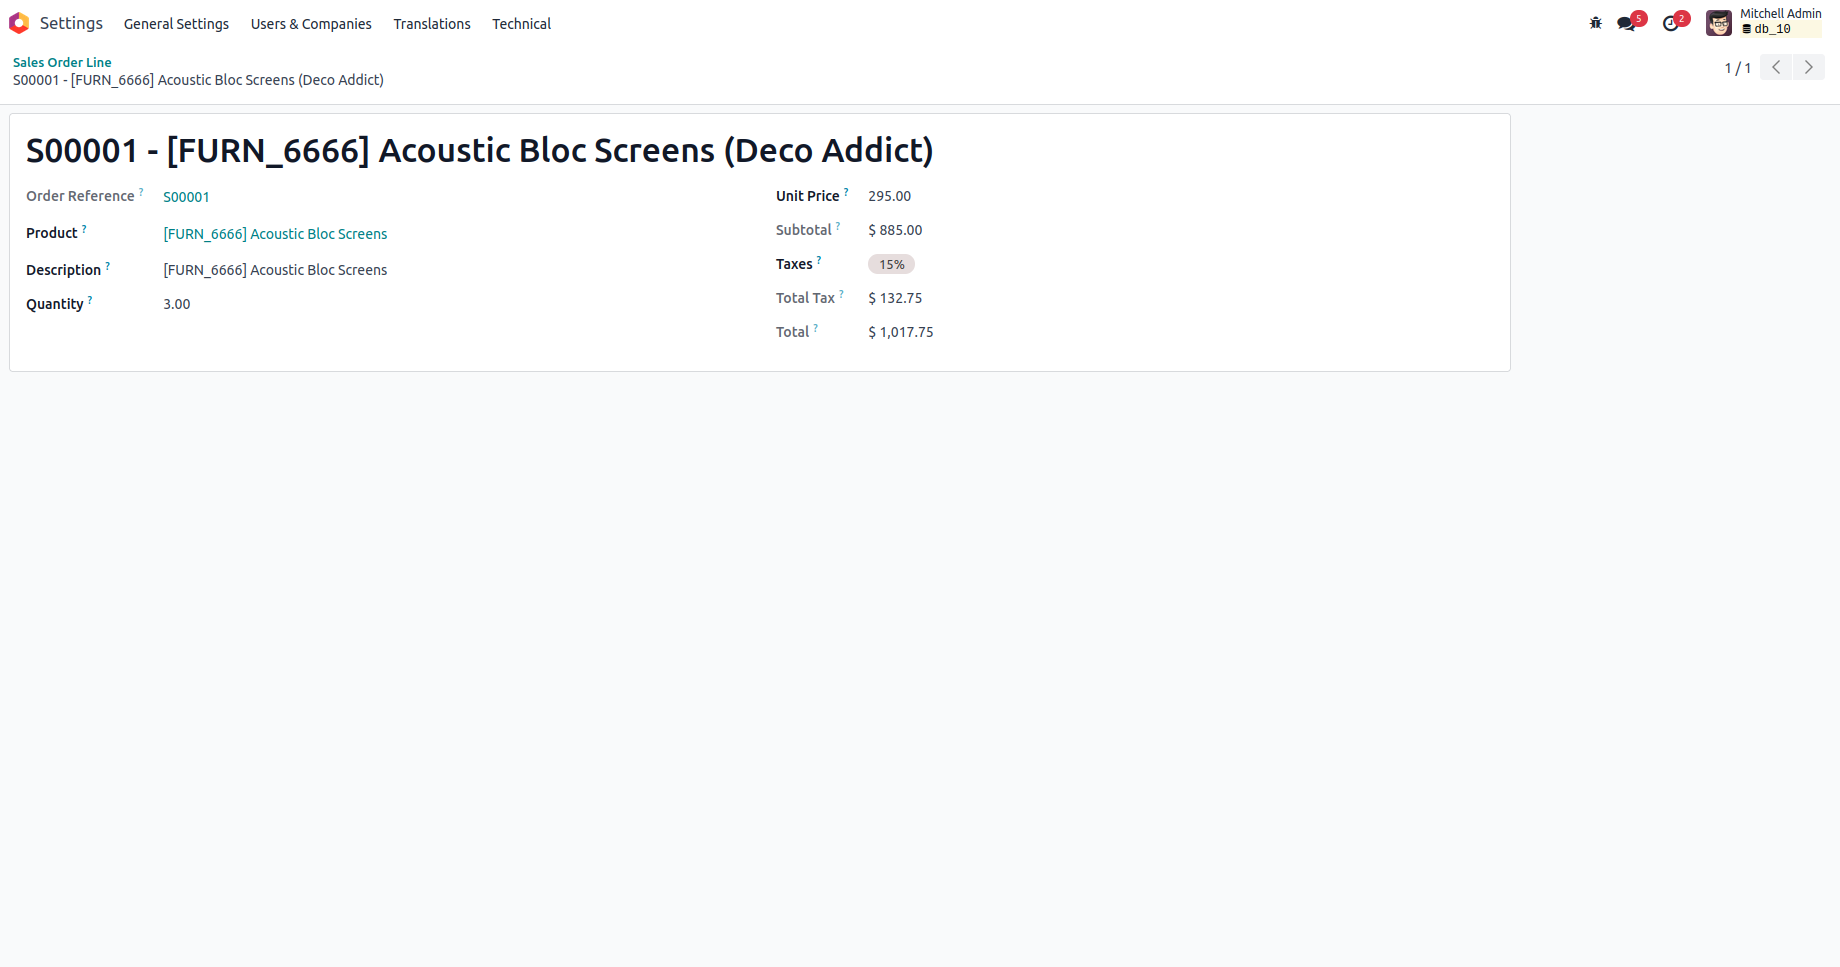 Settings General Settings Users & Companies Translations Technical 5 2 Mitchell Admin
db_10
Sales Order Line
S00001 - [FURN_6666] Acoustic Bloc Screens (Deco Addict) 1 / 1
S00001 - [FURN_6666] Acoustic Bloc Screens (Deco Addict)
Order Reference ? S00001
Product ? [FURN_6666] Acoustic Bloc Screens
Description ? [FURN_6666] Acoustic Bloc Screens
Quantity ? 3.00
Unit Price ? 295.00
Subtotal ? $ 885.00
Taxes ? 15%
Total Tax ? $ 132.75
Total ? $ 1,017.75